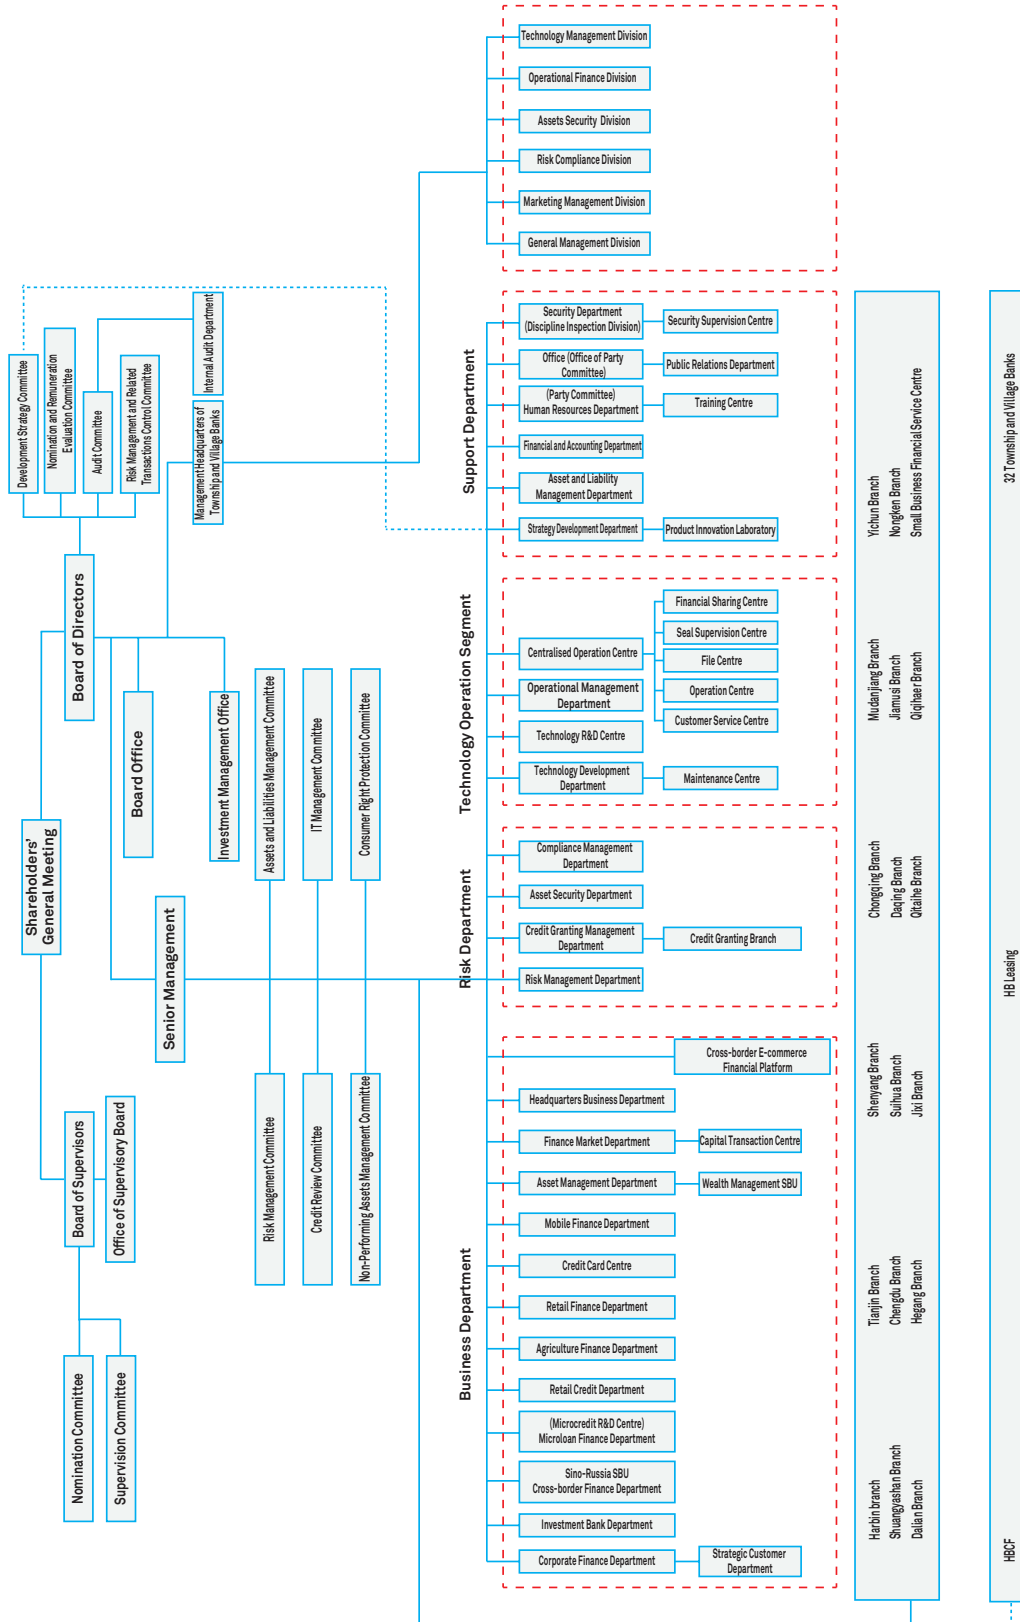 Technology Management Division
Operational Finance Division
Assets Security Division
Risk Compliance Division
Marketing Management Division
General Management Division
Development Strategy Committee
Nomination and Remuneration
Evaluation Committee
Audit Committee
Risk Management and Related
Transactions Control Committee
Internal Audit Department
Management Headquarters of
Township and Village Banks
Board of Directors
Board Office
Investment Management Office
Shareholders'
General Meeting
Senior Management
Board of Supervisors
Office of Supervisory Board
Nomination Committee
Supervision Committee
Assets and Liabilities Management Committee
IT Management Committee
Consumer Right Protection Committee
Risk Management Committee
Credit Review Committee
Non-Performing Assets Management Committee
Support Department
Security Department
(Discipline Inspection Division)
Security Supervision Centre
Office (Office of Party
Committee)
Public Relations Department
(Party Committee)
Human Resources Department
Training Centre
Financial and Accounting Department
Asset and Liability
Management Department
Strategy Development Department
Product Innovation Laboratory
Technology Operation Segment
Centralised Operation Centre
Financial Sharing Centre
Seal Supervision Centre
File Centre
Operation Centre
Customer Service Centre
Operational Management
Department
Technology R&D Centre
Technology Development
Department
Maintenance Centre
Risk Department
Compliance Management
Department
Asset Security Department
Credit Granting Management
Department
Credit Granting Branch
Risk Management Department
Business Department
Cross-border E-commerce
Financial Platform
Headquarters Business Department
Finance Market Department
Capital Transaction Centre
Asset Management Department
Wealth Management SBU
Mobile Finance Department
Credit Card Centre
Retail Finance Department
Agriculture Finance Department
Retail Credit Department
(Microcredit R&D Centre)
Microloan Finance Department
Sino-Russia SBU
Cross-border Finance Department
Investment Bank Department
Corporate Finance Department
Strategic Customer
Department
Harbin branch
Shuangyashan Branch
Dalian Branch
Tianjin Branch
Chengdu Branch
Hegang Branch
Shenyang Branch
Suihua Branch
Jixi Branch
Chongqing Branch
Daqing Branch
Qitaihe Branch
Mudanjiang Branch
Jiamusi Branch
Qiqihaer Branch
Yichun Branch
Nongken Branch
Small Business Financial Service Centre
HBCF
HB Leasing
32 Township and Village Banks